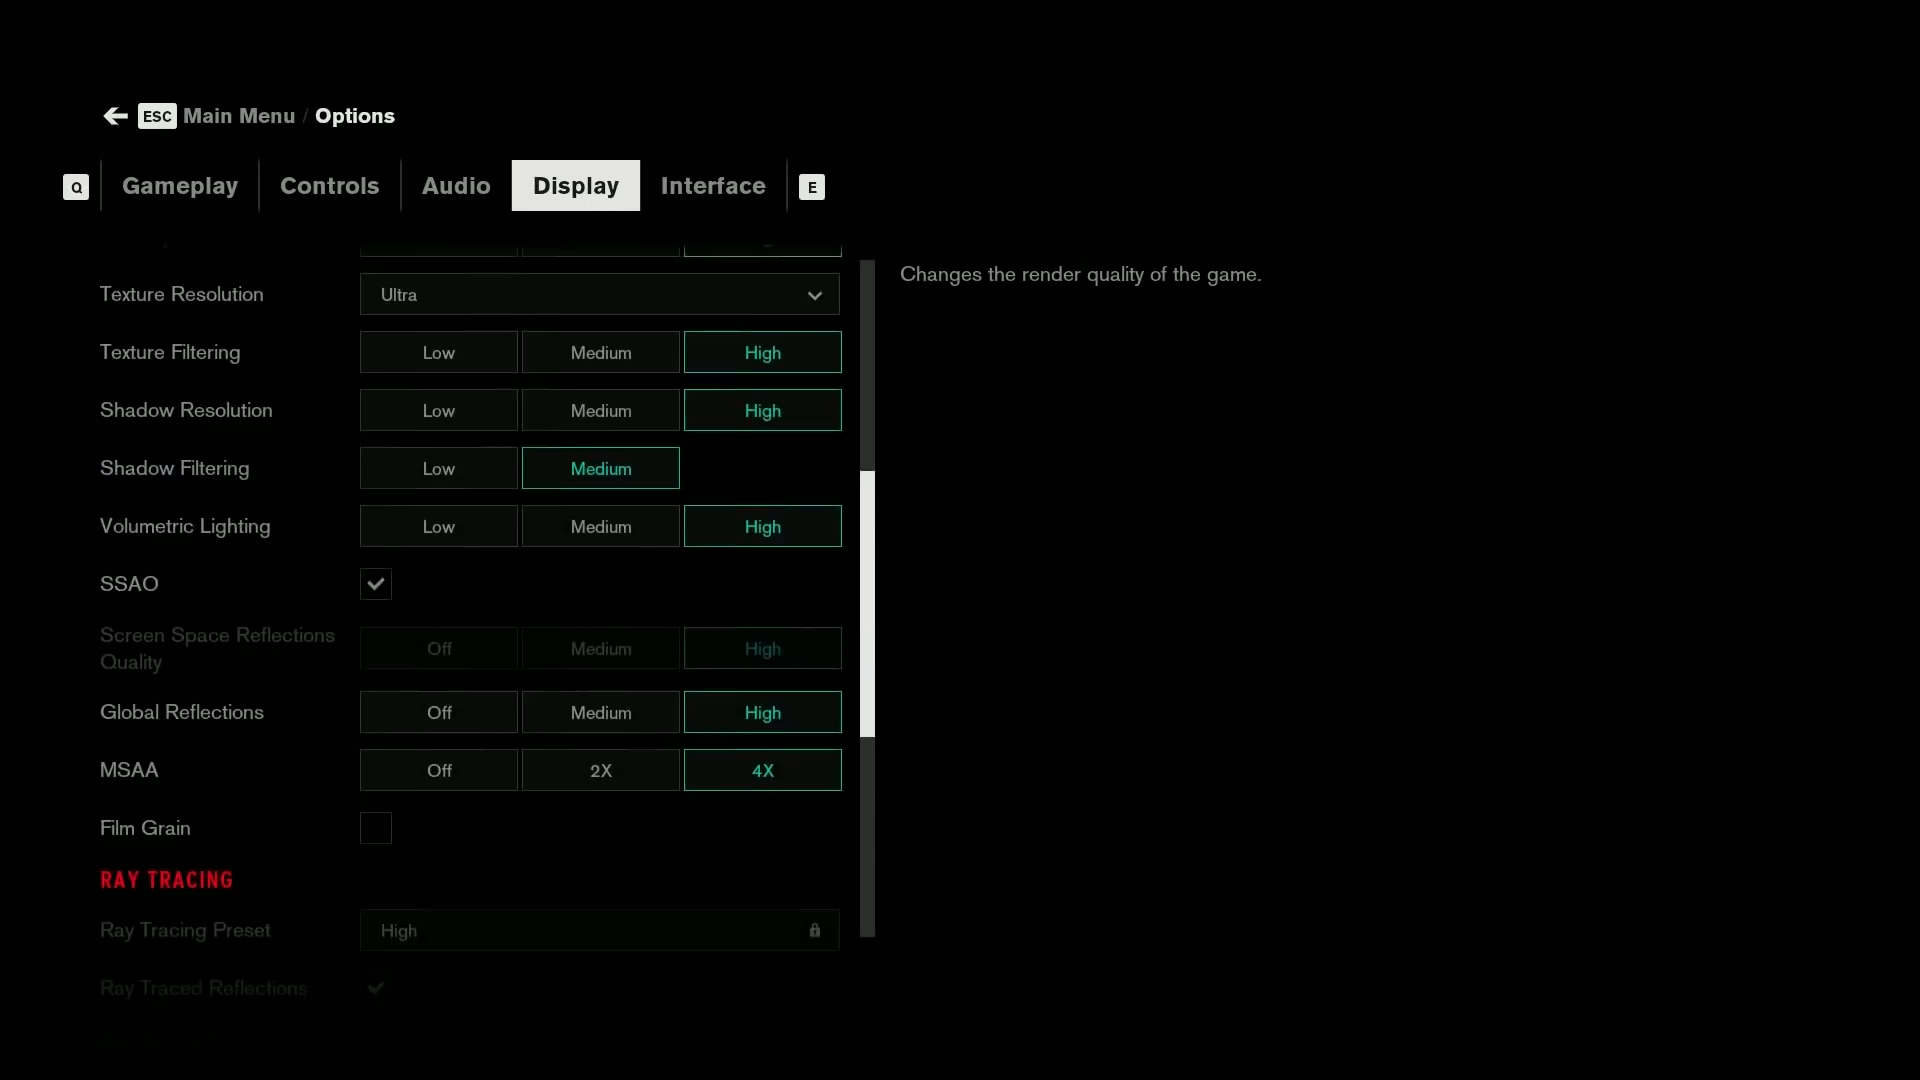 ESC Main Menu / Options
Q Gameplay Controls Audio Display Interface E
Texture Resolution Ultra
Changes the render quality of the game.
Texture Filtering Low Medium High
Shadow Resolution Low Medium High
Shadow Filtering Low Medium
Volumetric Lighting Low Medium High
SSAO
Screen Space Reflections
Quality Off Medium High
Global Reflections Off Medium High
MSAA Off 2X 4X
Film Grain
RAY TRACING
Ray Tracing Preset High
Ray Traced Reflections